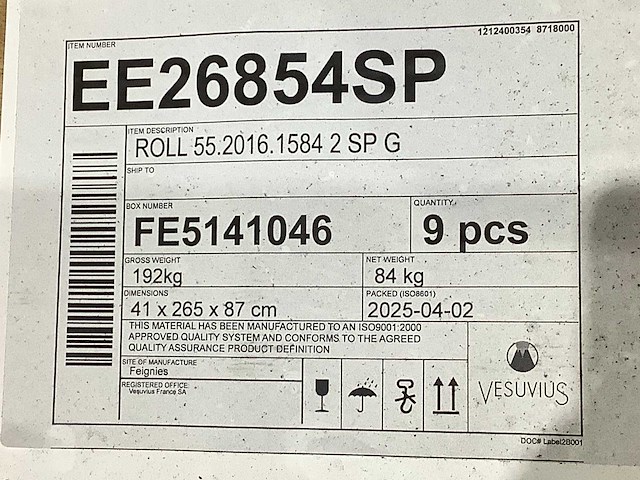 1212400354 8718000
ITEM NUMBER
EE26854SP
ITEM DESCRIPTION
ROLL 55.2016.1584 2 SP G
SHIP TO
BOX NUMBER
FE5141046
QUANTITY.
9 pcs
GROSS WEIGHT
192kg
NET WEIGHT
84 kg
DIMENSIONS
41 x 265 x 87 cm
PACKED (ISO8601)
2025-04-02
THIS MATERIAL HAS BEEN MANUFACTURED TO AN ISO9001:2000
APPROVED QUALITY SYSTEM AND CONFORMS TO THE AGREED
QUALITY ASSURANCE PRODUCT DEFINITION
SITE OF MANUFACTURE
Feignies
REGISTERED OFFICE:
Vesuvius France SA
VESUVIUS
DOC# Label2B001